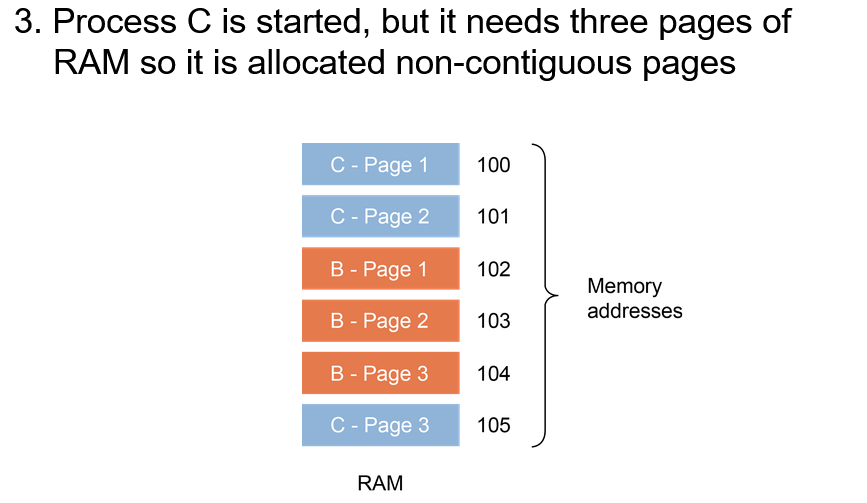 3. Process C is started, but it needs three pages of
RAM so it is allocated non-contiguous pages
C - Page 1 100
C - Page 2 101
B - Page 1 102
B - Page 2 103
B - Page 3 104
C - Page 3 105
Memory
addresses
RAM